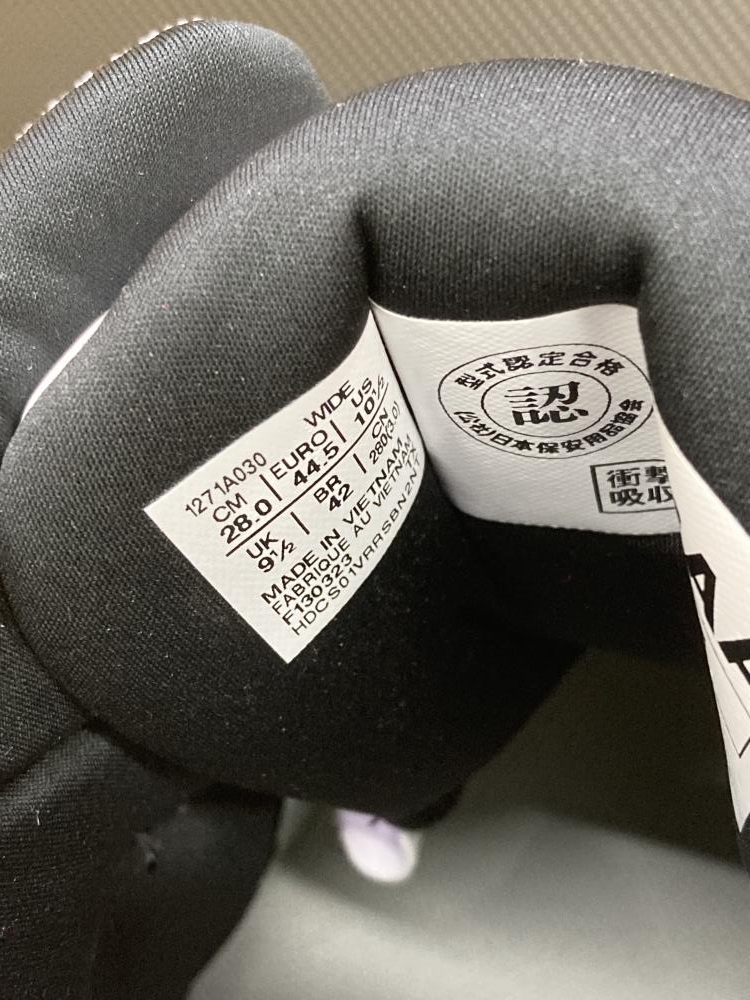 1271A030 WIDE
CM EURO US
28.0 44.5 10½
UK BR CN
9½ 42 280(3.0)
MADE IN VIETNAM
FABRIQUE AU VIETNAM
F130323 TX
HDCS01VRRSBN2NT
型式認定合格
認
(公社)日本保安用品協会
衝撃
吸収
A